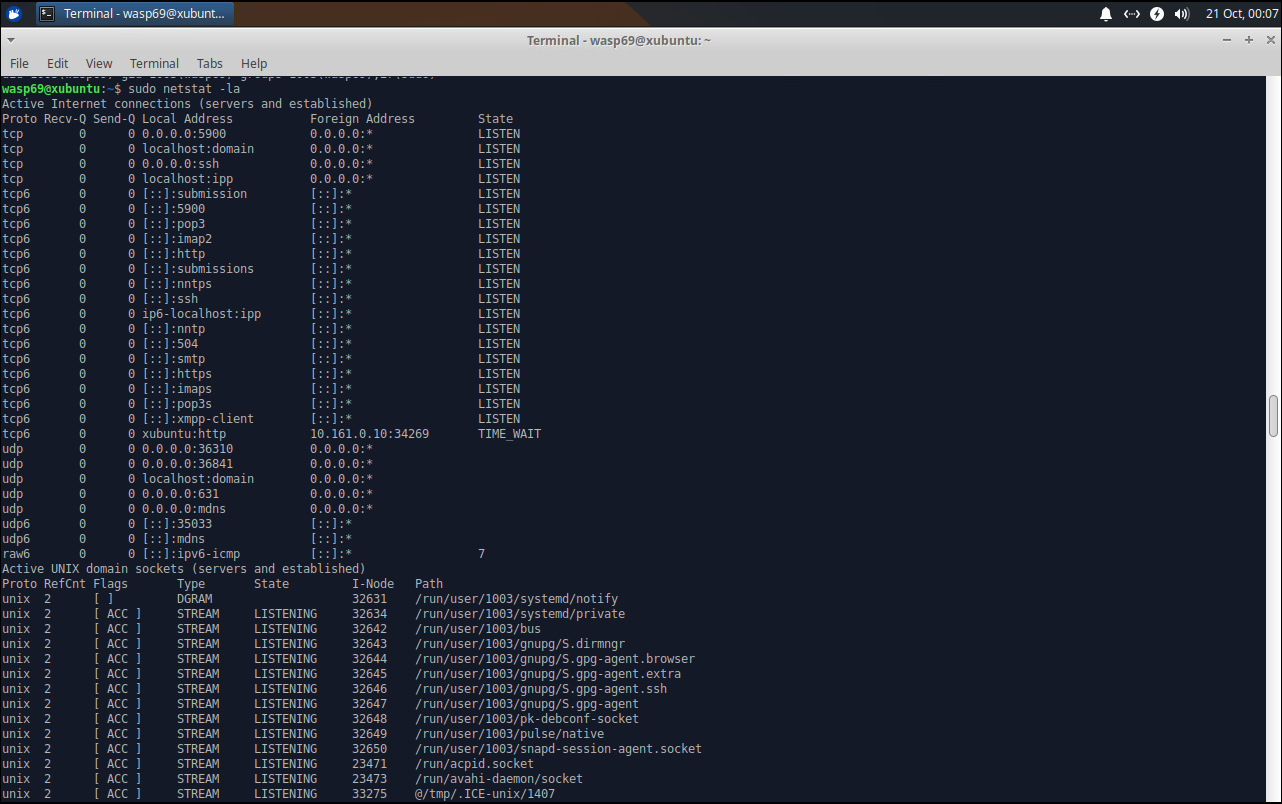 Terminal - wasp69@xubunt...
21 Oct, 00:07
Terminal - wasp69@xubuntu: ~
File Edit View Terminal Tabs Help
wasp69@xubuntu:~$ sudo netstat -la
Active Internet connections (servers and established)
Proto Recv-Q Send-Q Local Address           Foreign Address         State
tcp        0      0 0.0.0.0:5900            0.0.0.0:*               LISTEN
tcp        0      0 localhost:domain        0.0.0.0:*               LISTEN
tcp        0      0 0.0.0.0:ssh             0.0.0.0:*               LISTEN
tcp        0      0 localhost:ipp           0.0.0.0:*               LISTEN
tcp6       0      0 [::]:submission         [::]:*                  LISTEN
tcp6       0      0 [::]:5900               [::]:*                  LISTEN
tcp6       0      0 [::]:pop3               [::]:*                  LISTEN
tcp6       0      0 [::]:imap2              [::]:*                  LISTEN
tcp6       0      0 [::]:http               [::]:*                  LISTEN
tcp6       0      0 [::]:submissions        [::]:*                  LISTEN
tcp6       0      0 [::]:nntps              [::]:*                  LISTEN
tcp6       0      0 [::]:ssh                [::]:*                  LISTEN
tcp6       0      0 ip6-localhost:ipp       [::]:*                  LISTEN
tcp6       0      0 [::]:nntp               [::]:*                  LISTEN
tcp6       0      0 [::]:504                [::]:*                  LISTEN
tcp6       0      0 [::]:smtp               [::]:*                  LISTEN
tcp6       0      0 [::]:https              [::]:*                  LISTEN
tcp6       0      0 [::]:imaps              [::]:*                  LISTEN
tcp6       0      0 [::]:pop3s              [::]:*                  LISTEN
tcp6       0      0 [::]:xmpp-client        [::]:*                  LISTEN
tcp6       0      0 xubuntu:http            10.161.0.10:34269       TIME_WAIT
udp        0      0 0.0.0.0:36310           0.0.0.0:*
udp        0      0 0.0.0.0:36841           0.0.0.0:*
udp        0      0 localhost:domain        0.0.0.0:*
udp        0      0 0.0.0.0:631             0.0.0.0:*
udp        0      0 0.0.0.0:mdns            0.0.0.0:*
udp6       0      0 [::]:35033              [::]:*
udp6       0      0 [::]:mdns               [::]:*
raw6       0      0 [::]:ipv6-icmp          [::]:*                  7
Active UNIX domain sockets (servers and established)
Proto RefCnt Flags       Type       State         I-Node   Path
unix  2      [ ]         DGRAM                    32631    /run/user/1003/systemd/notify
unix  2      [ ACC ]     STREAM     LISTENING     32634    /run/user/1003/systemd/private
unix  2      [ ACC ]     STREAM     LISTENING     32642    /run/user/1003/bus
unix  2      [ ACC ]     STREAM     LISTENING     32643    /run/user/1003/gnupg/S.dirmngr
unix  2      [ ACC ]     STREAM     LISTENING     32644    /run/user/1003/gnupg/S.gpg-agent.browser
unix  2      [ ACC ]     STREAM     LISTENING     32645    /run/user/1003/gnupg/S.gpg-agent.extra
unix  2      [ ACC ]     STREAM     LISTENING     32646    /run/user/1003/gnupg/S.gpg-agent.ssh
unix  2      [ ACC ]     STREAM     LISTENING     32647    /run/user/1003/gnupg/S.gpg-agent
unix  2      [ ACC ]     STREAM     LISTENING     32648    /run/user/1003/pk-debconf-socket
unix  2      [ ACC ]     STREAM     LISTENING     32649    /run/user/1003/pulse/native
unix  2      [ ACC ]     STREAM     LISTENING     32650    /run/user/1003/snapd-session-agent.socket
unix  2      [ ACC ]     STREAM     LISTENING     23471    /run/acpid.socket
unix  2      [ ACC ]     STREAM     LISTENING     23473    /run/avahi-daemon/socket
unix  2      [ ACC ]     STREAM     LISTENING     33275    @/tmp/.ICE-unix/1407